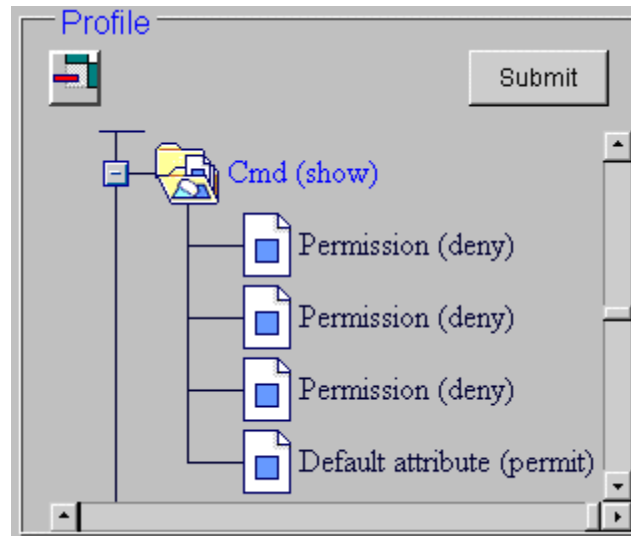 Profile
Submit
Cmd (show)
Permission (deny)
Permission (deny)
Permission (deny)
Default attribute (permit)